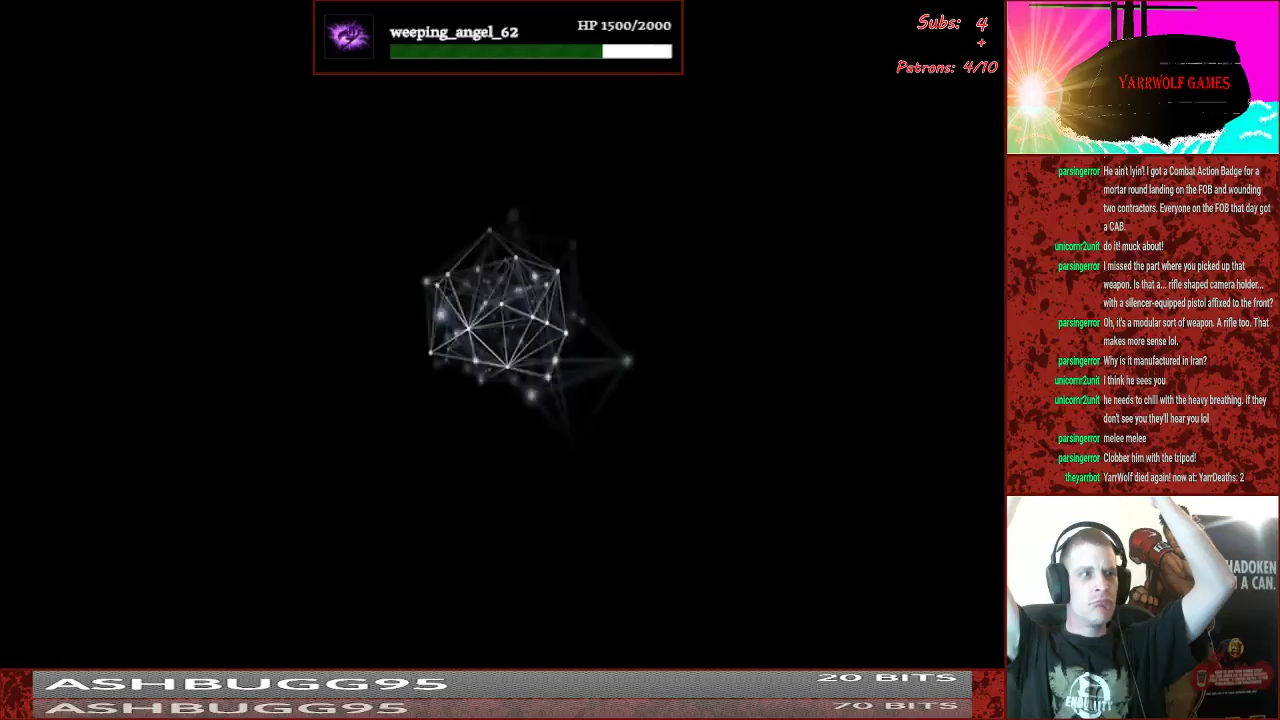 weeping_angel_62
HP 1500/2000
Subs: 4
+
Patrons: 4/10
YARRWOLF GAMES
parsingerror He ain't lyin'! I got a Combat Action Badge for a
mortar round landing on the FOB and wounding
two contractors. Everyone on the FOB that day got
a CAB.
unicornr2unit do it! muck about!
parsingerror I missed the part where you picked up that
weapon. Is that a... rifle shaped camera holder...
with a silencer-equipped pistol affixed to the front?
parsingerror Oh, it's a modular sort of weapon. A rifle too. That
makes more sense lol.
parsingerror Why is it manufactured in Iran?
unicornr2unit I think he sees you
unicornr2unit he needs to chill with the heavy breathing. If they
don't see you they'll hear you lol
parsingerror melee melee
parsingerror Clobber him with the tripod!
theyarrbot YarrWolf died again! now at: YarrDeaths: 2
HADOKEN
A CAN.
ASHBUGG95 20 BITS
ASHBUGG95 70 BITS